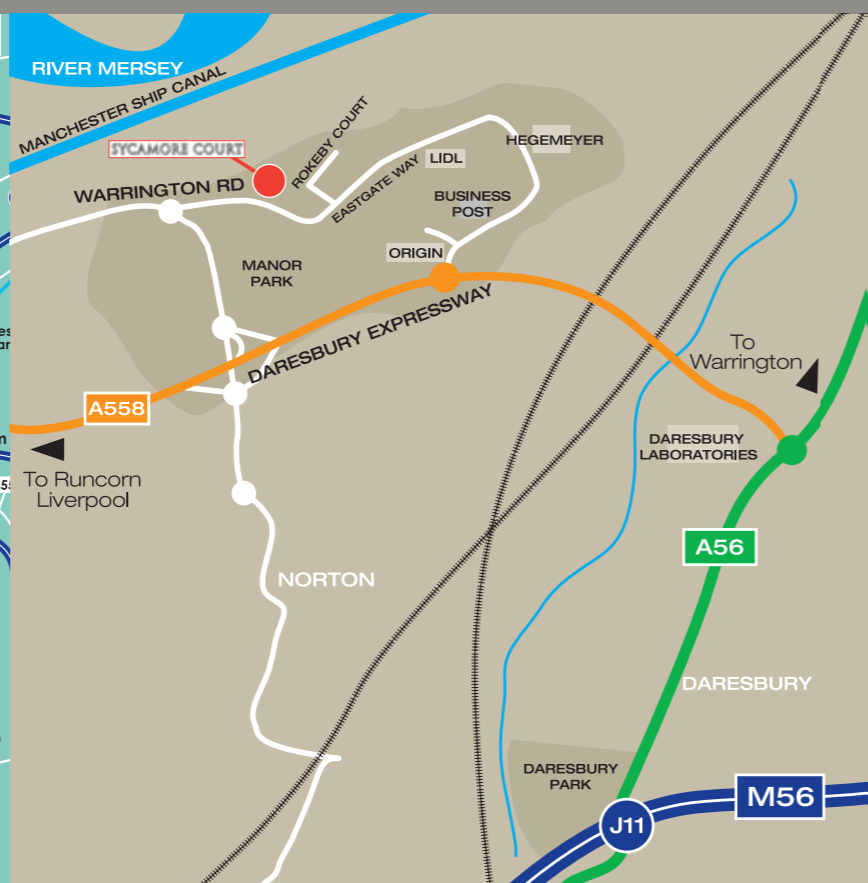 RIVER MERSEY
MANCHESTER SHIP CANAL
SYCAMORE COURT
ROKEBY COURT
WARRINGTON RD
EASTGATE WAY
LIDL
HEGEMEYER
BUSINESS
POST
ORIGIN
MANOR
PARK
DARESBURY EXPRESSWAY
To
Warrington
A558
To Runcorn
Liverpool
DARESBURY
LABORATORIES
A56
NORTON
DARESBURY
DARESBURY
PARK
M56
J11